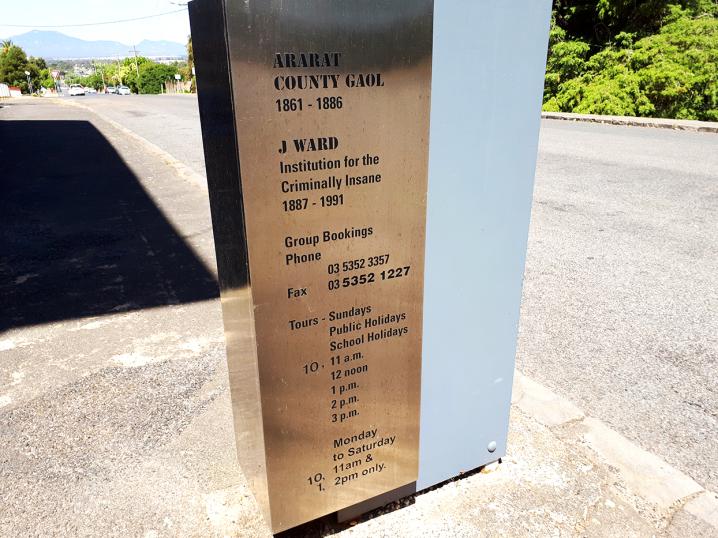 ARARAT
COUNTY GAOL
1861 - 1886
J WARD
Institution for the
Criminally Insane
1887 - 1991
Group Bookings
Phone
03 5352 3357
Fax 03 5352 1227
Tours - Sundays
Public Holidays
School Holidays
10, 11 a.m.
12 noon
1 p.m.
2 p.m.
3 p.m.
Monday
to Saturday
10, 11am &
1, 2pm only.